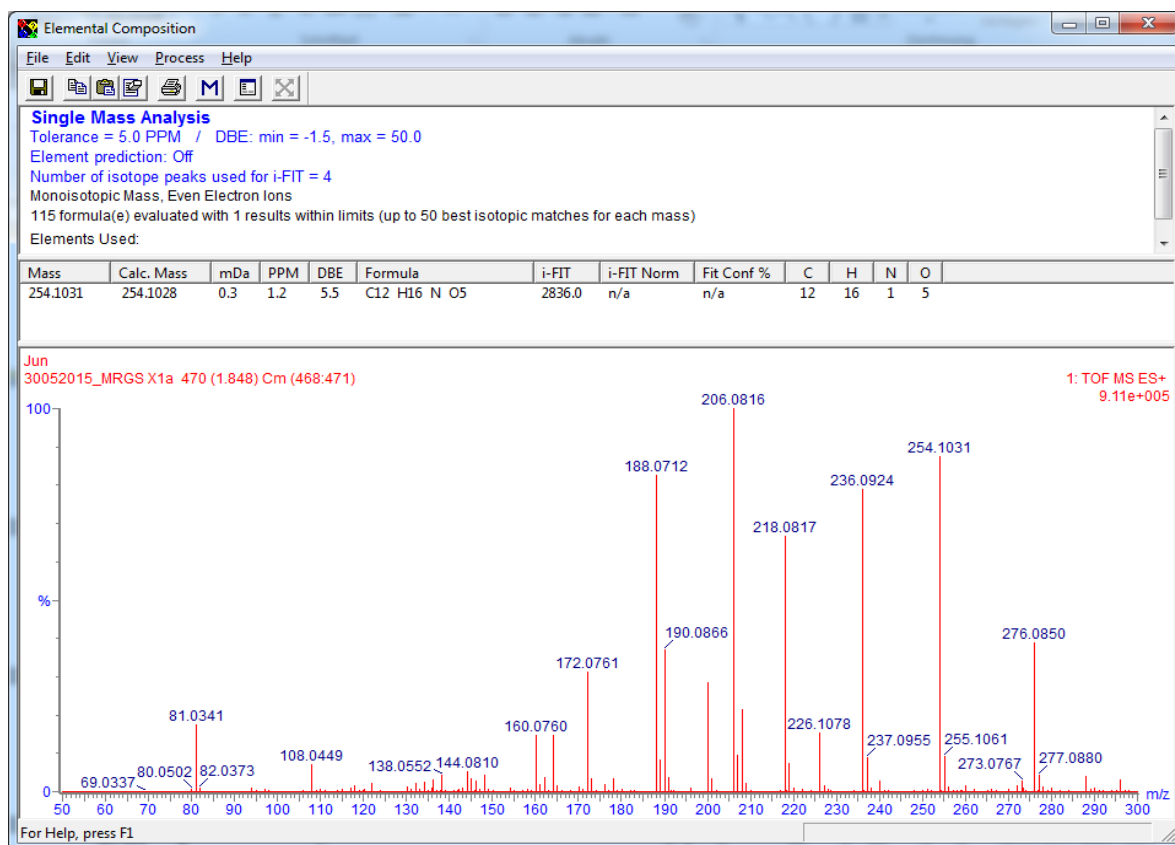 Elemental Composition
File Edit View Process Help
M
Single Mass Analysis
Tolerance = 5.0 PPM / DBE: min = -1.5, max = 50.0
Element prediction: Off
Number of isotope peaks used for i-FIT = 4
Monoisotopic Mass, Even Electron Ions
115 formula(e) evaluated with 1 results within limits (up to 50 best isotopic matches for each mass)
Elements Used:
Mass Calc. Mass mDa PPM DBE Formula i-FIT i-FIT Norm Fit Conf % C H N O
254.1031 254.1028 0.3 1.2 5.5 C12 H16 N O5 2836.0 n/a n/a 12 16 1 5
Jun
30052015_MRGS X1a 470 (1.848) Cm (468:471)
1: TOF MS ES+
9.11e+005
100
%
0
206.0816
254.1031
188.0712
236.0924
218.0817
190.0866
276.0850
172.0761
81.0341
160.0760
226.1078
237.0955
255.1061
108.0449
138.0552
144.0810
273.0767
277.0880
80.0502
82.0373
69.0337
50 60 70 80 90 100 110 120 130 140 150 160 170 180 190 200 210 220 230 240 250 260 270 280 290 300
m/z
For Help, press F1